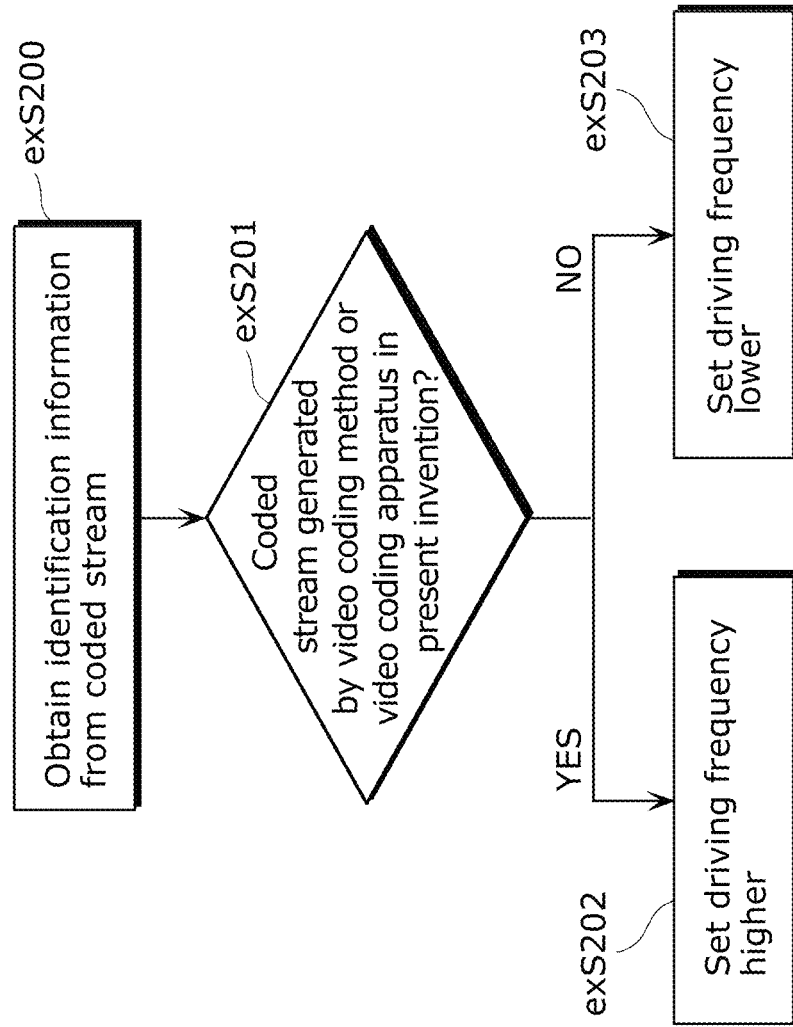 exS200
Obtain identification information
from coded stream
exS201
Coded
stream generated
by video coding method or
video coding apparatus in
present invention?
YES
NO
exS202
Set driving frequency
higher
exS203
Set driving frequency
lower